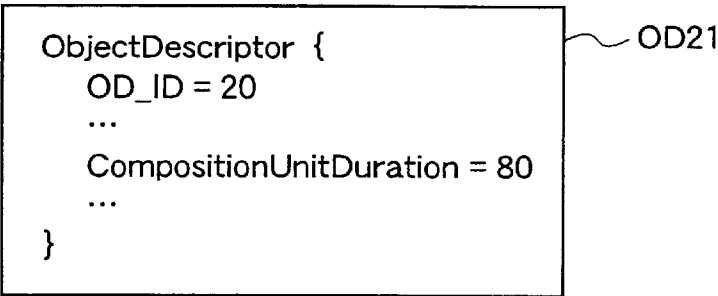 ObjectDescriptor {
OD_ID = 20
...
CompositionUnitDuration = 80
...
}
OD21